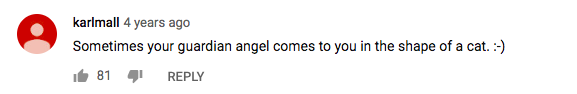 karlmall 4 years ago
Sometimes your guardian angel comes to you in the shape of a cat. :-)
81 REPLY